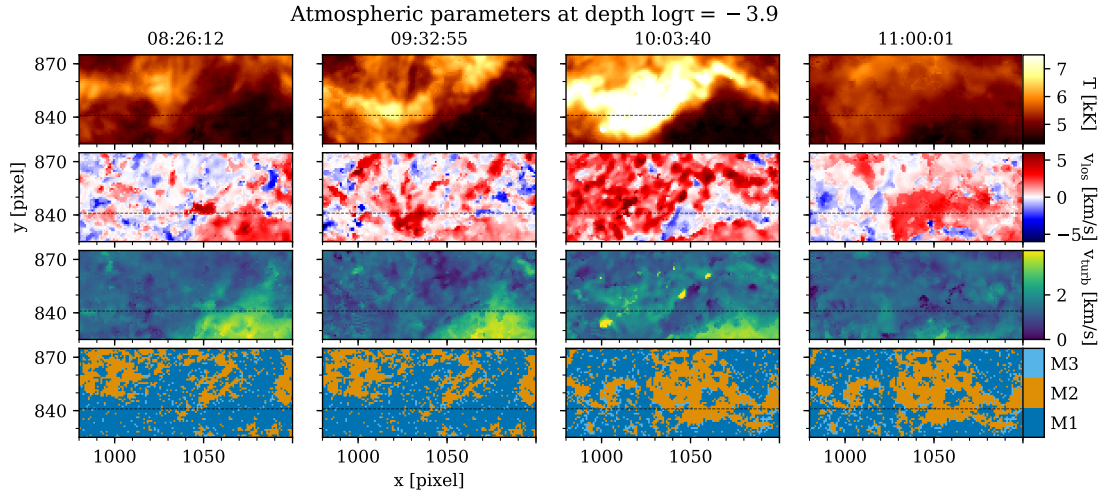 Atmospheric parameters at depth logτ = −3.9
08:26:12 09:32:55 10:03:40 11:00:01
870
840
7
6
5
T [kK]
870
840
5
0
−5
v_los [km/s]
y [pixel]
870
840
2
0
v_turb [km/s]
870
840
M3
M2
M1
1000 1050 1000 1050 1000 1050 1000 1050
x [pixel]